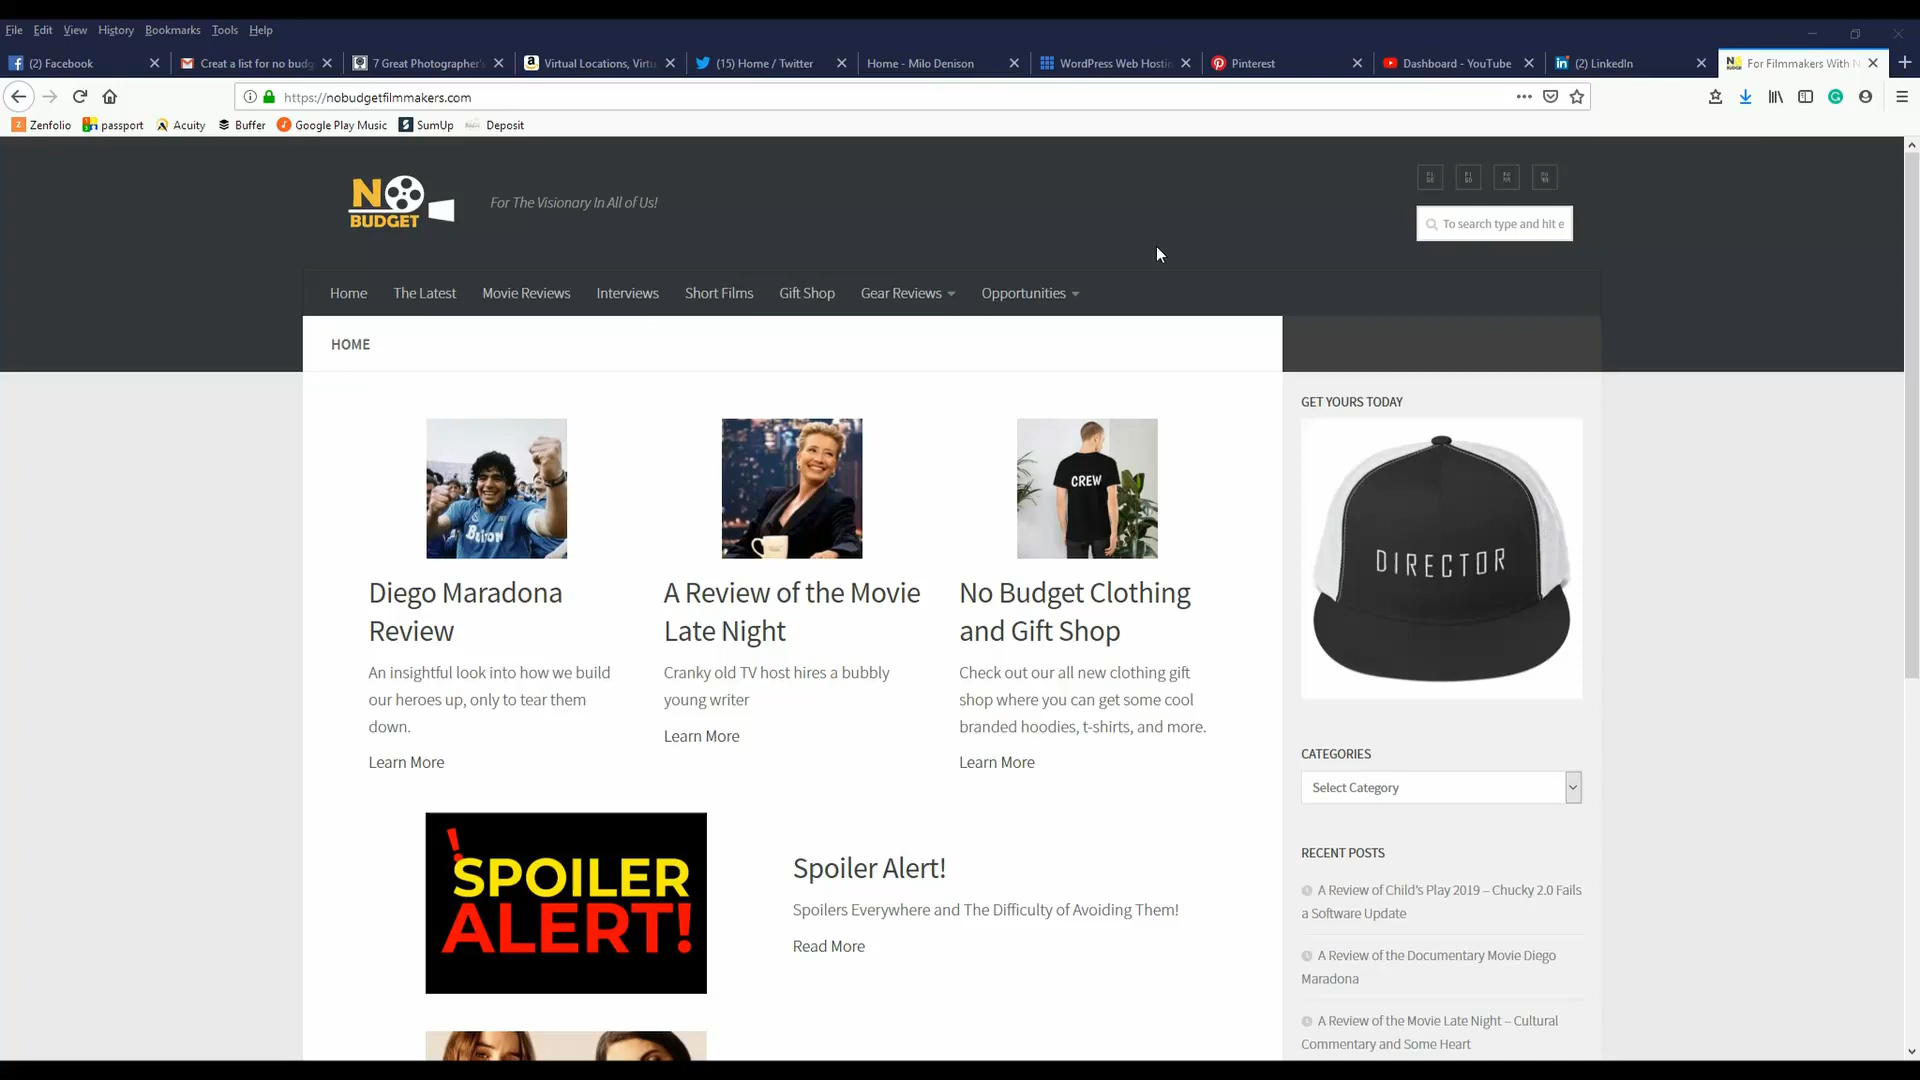 File Edit View History Bookmarks Tools Help
(2) Facebook
Creat a list for no budg
7 Great Photographer's
Virtual Locations, Virtu
(15) Home / Twitter
Home - Milo Denison
WordPress Web Hostin
Pinterest
Dashboard - YouTube
(2) LinkedIn
For Filmmakers With N
https://nobudgetfilmmakers.com
Zenfolio passport Acuity Buffer Google Play Music SumUp Deposit
NO
BUDGET
For The Visionary In All of Us!
To search type and hit e
Home The Latest Movie Reviews Interviews Short Films Gift Shop Gear Reviews Opportunities
HOME
Diego Maradona
Review
An insightful look into how we build
our heroes up, only to tear them
down.
Learn More
A Review of the Movie
Late Night
Cranky old TV host hires a bubbly
young writer
Learn More
CREW
No Budget Clothing
and Gift Shop
Check out our all new clothing gift
shop where you can get some cool
branded hoodies, t-shirts, and more.
Learn More
! SPOILER
ALERT!
Spoiler Alert!
Spoilers Everywhere and The Difficulty of Avoiding Them!
Read More
GET YOURS TODAY
DIRECTOR
CATEGORIES
Select Category
RECENT POSTS
A Review of Child's Play 2019 – Chucky 2.0 Fails
a Software Update
A Review of the Documentary Movie Diego
Maradona
A Review of the Movie Late Night – Cultural
Commentary and Some Heart